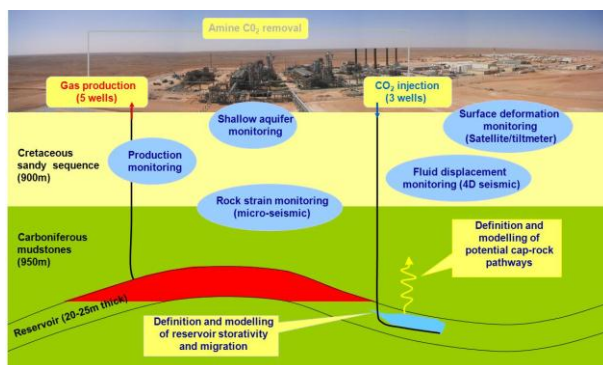 Amine C0₂ removal
Gas production
(5 wells)
CO₂ injection
(3 wells)
Shallow aquifer
monitoring
Surface deformation
monitoring
(Satellite/tiltmeter)
Cretaceous
sandy sequence
(900m)
Production
monitoring
Fluid displacement
monitoring (4D seismic)
Rock strain monitoring
(micro-seismic)
Carboniferous
mudstones
(950m)
Definition and
modelling of
potential cap-rock
pathways
Reservoir (20-25m thick)
Definition and modelling
of reservoir storativity
and migration